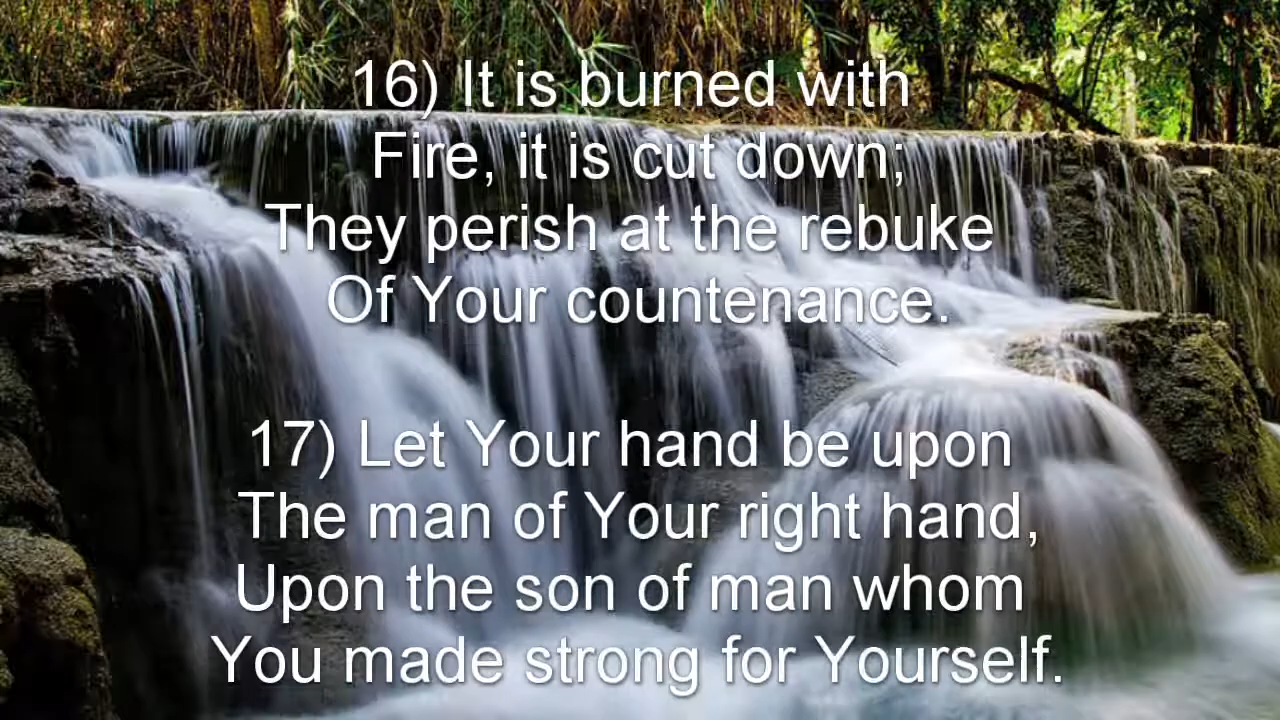 16) It is burned with
Fire, it is cut down;
They perish at the rebuke
Of Your countenance.
17) Let Your hand be upon
The man of Your right hand,
Upon the son of man whom
You made strong for Yourself.